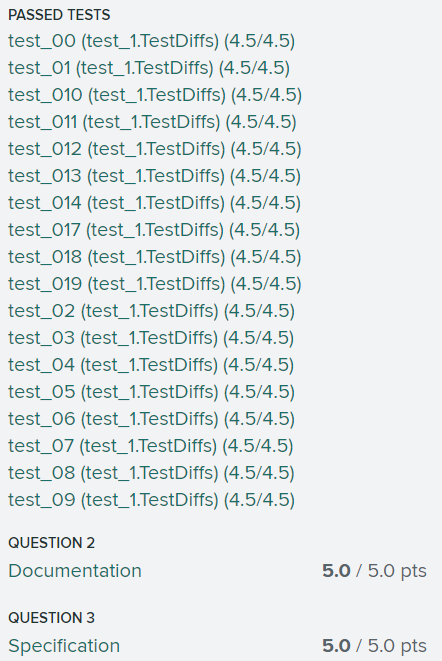 PASSED TESTS
test_00 (test_1.TestDiffs) (4.5/4.5)
test_01 (test_1.TestDiffs) (4.5/4.5)
test_010 (test_1.TestDiffs) (4.5/4.5)
test_011 (test_1.TestDiffs) (4.5/4.5)
test_012 (test_1.TestDiffs) (4.5/4.5)
test_013 (test_1.TestDiffs) (4.5/4.5)
test_014 (test_1.TestDiffs) (4.5/4.5)
test_017 (test_1.TestDiffs) (4.5/4.5)
test_018 (test_1.TestDiffs) (4.5/4.5)
test_019 (test_1.TestDiffs) (4.5/4.5)
test_02 (test_1.TestDiffs) (4.5/4.5)
test_03 (test_1.TestDiffs) (4.5/4.5)
test_04 (test_1.TestDiffs) (4.5/4.5)
test_05 (test_1.TestDiffs) (4.5/4.5)
test_06 (test_1.TestDiffs) (4.5/4.5)
test_07 (test_1.TestDiffs) (4.5/4.5)
test_08 (test_1.TestDiffs) (4.5/4.5)
test_09 (test_1.TestDiffs) (4.5/4.5)
QUESTION 2
Documentation 5.0 / 5.0 pts
QUESTION 3
Specification 5.0 / 5.0 pts